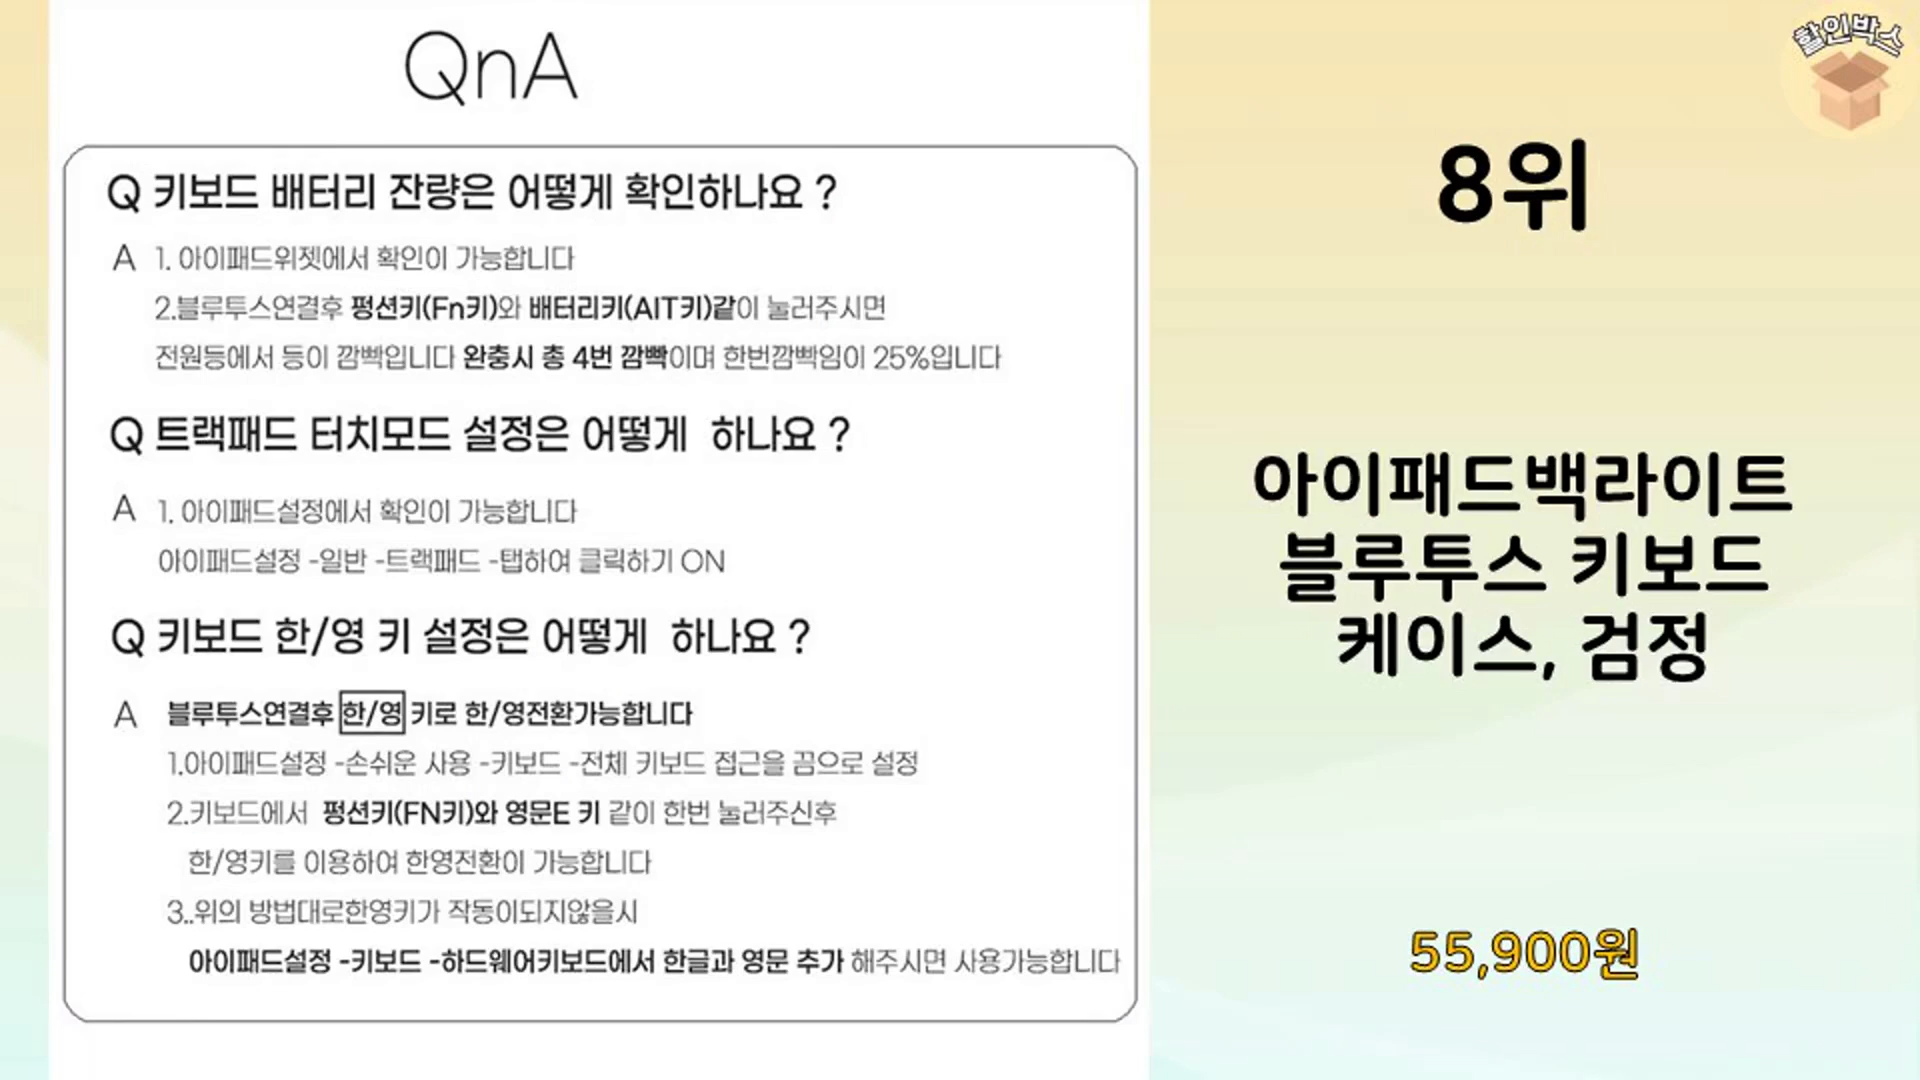 QnA
Q 키보드 배터리 잔량은 어떻게 확인하나요 ?
A 1. 아이패드위젯에서 확인이 가능합니다
2.블루투스연결후 펑션키(Fn키)와 배터리키(AIT키)같이 눌러주시면
전원등에서 등이 깜빡입니다 완충시 총 4번 깜빡이며 한번깜빡임이 25%입니다
Q 트랙패드 터치모드 설정은 어떻게 하나요 ?
A 1. 아이패드설정에서 확인이 가능합니다
아이패드설정 -일반 -트랙패드 -탭하여 클릭하기 ON
Q 키보드 한/영 키 설정은 어떻게 하나요 ?
A 블루투스연결후 한/영 키로 한/영전환가능합니다
1.아이패드설정 -손쉬운 사용 -키보드 -전체 키보드 접근을 끔으로 설정
2.키보드에서 펑션키(FN키)와 영문E 키 같이 한번 눌러주신후
한/영키를 이용하여 한영전환이 가능합니다
3..위의 방법대로한영키가 작동이되지않을시
아이패드설정 -키보드 -하드웨어키보드에서 한글과 영문 추가 해주시면 사용가능합니다
할인박스
8위
아이패드백라이트
블루투스 키보드
케이스, 검정
55,900원